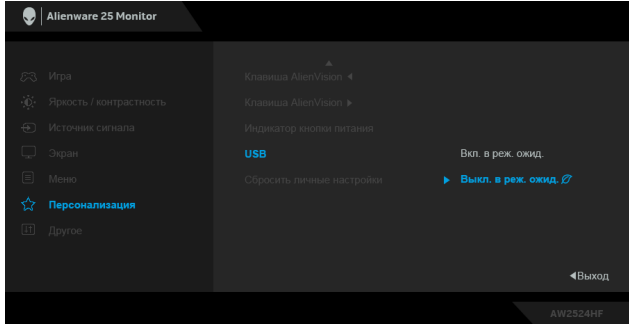 Alienware 25 Monitor
Игра
Яркость / контрастность
Источник сигнала
Экран
Меню
Персонализация
Другое
Клавиша AlienVision
Клавиша AlienVision
Индикатор кнопки питания
USB
Сбросить личные настройки
Вкл. в реж. ожид.
Выкл. в реж. ожид.
Выход
AW2524HF